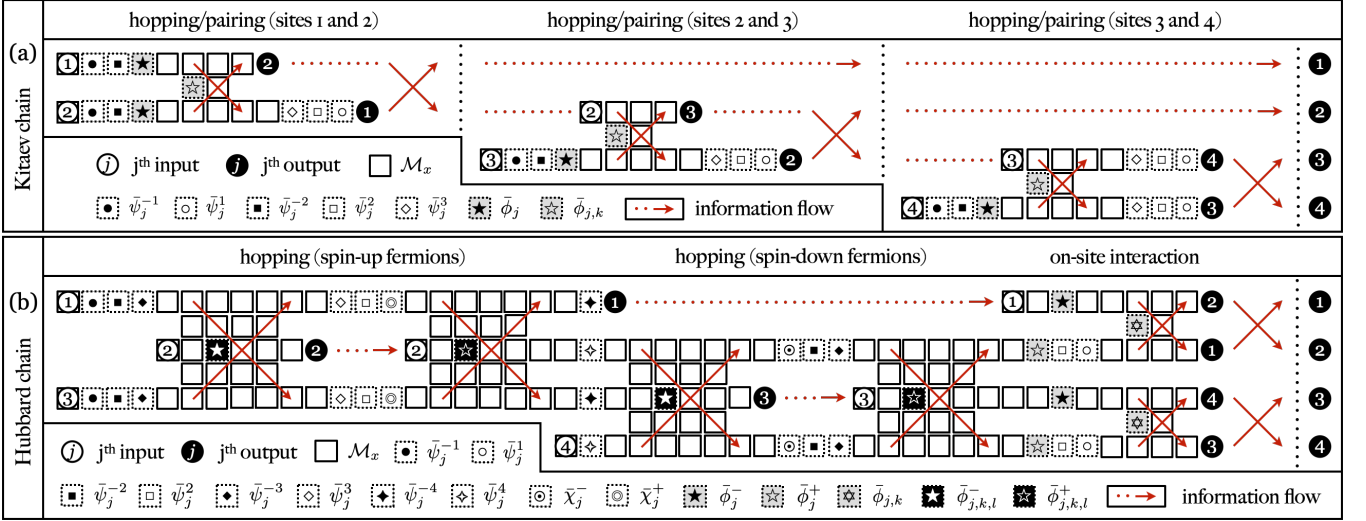 hopping/pairing (sites 1 and 2) hopping/pairing (sites 2 and 3) hopping/pairing (sites 3 and 4)
(a)
Kitaev chain
1 2 1
2 1 2 3 2
3 2 3 4 3
4 3 4
j jᵗʰ input j jᵗʰ output ℳₓ
ψ̄ⱼ⁻¹ ψ̄ⱼ¹ ψ̄ⱼ⁻² ψ̄ⱼ² ψ̄ⱼ³ ϕ̄ⱼ ϕ̄ⱼ,ₖ information flow
hopping (spin-up fermions) hopping (spin-down fermions) on-site interaction
(b)
Hubbard chain
1 1 1 2 1
2 2 2 1 2
3 3 3 4 3
4 3 4
j jᵗʰ input j jᵗʰ output ℳₓ ψ̄ⱼ⁻¹ ψ̄ⱼ¹
ψ̄ⱼ⁻² ψ̄ⱼ² ψ̄ⱼ⁻³ ψ̄ⱼ³ ψ̄ⱼ⁻⁴ ψ̄ⱼ⁴ χ̄ⱼ⁻ χ̄ⱼ⁺ ϕ̄ⱼ⁻ ϕ̄ⱼ⁺ ϕ̄ⱼ,ₖ ϕ̄ⱼ,ₖ,ₗ⁻ ϕ̄ⱼ,ₖ,ₗ⁺ information flow